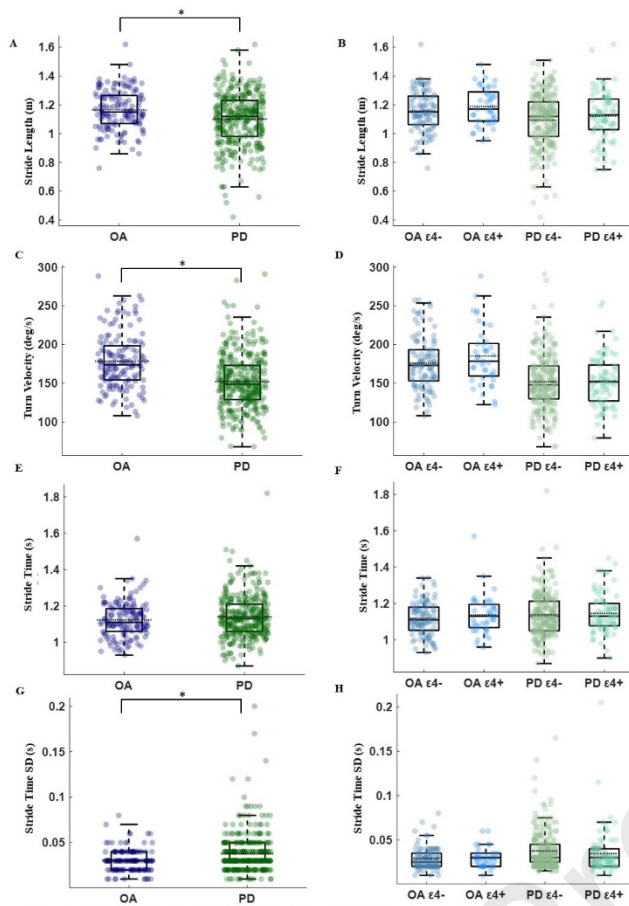 A
*
Stride Length (m)
1.6
1.4
1.2
1
0.8
0.6
0.4
OA
PD
B
Stride Length (m)
1.6
1.4
1.2
1
0.8
0.6
0.4
OA ε4-
OA ε4+
PD ε4-
PD ε4+
C
*
Turn Velocity (deg/s)
300
250
200
150
100
OA
PD
D
Turn Velocity (deg/s)
300
250
200
150
100
OA ε4-
OA ε4+
PD ε4-
PD ε4+
E
Stride Time (s)
1.8
1.6
1.4
1.2
1
OA
PD
F
Stride Time (s)
1.8
1.6
1.4
1.2
1
OA ε4-
OA ε4+
PD ε4-
PD ε4+
G
*
Stride Time SD (s)
0.2
0.15
0.1
0.05
OA
PD
H
Stride Time SD (s)
0.2
0.15
0.1
0.05
OA ε4-
OA ε4+
PD ε4-
PD ε4+